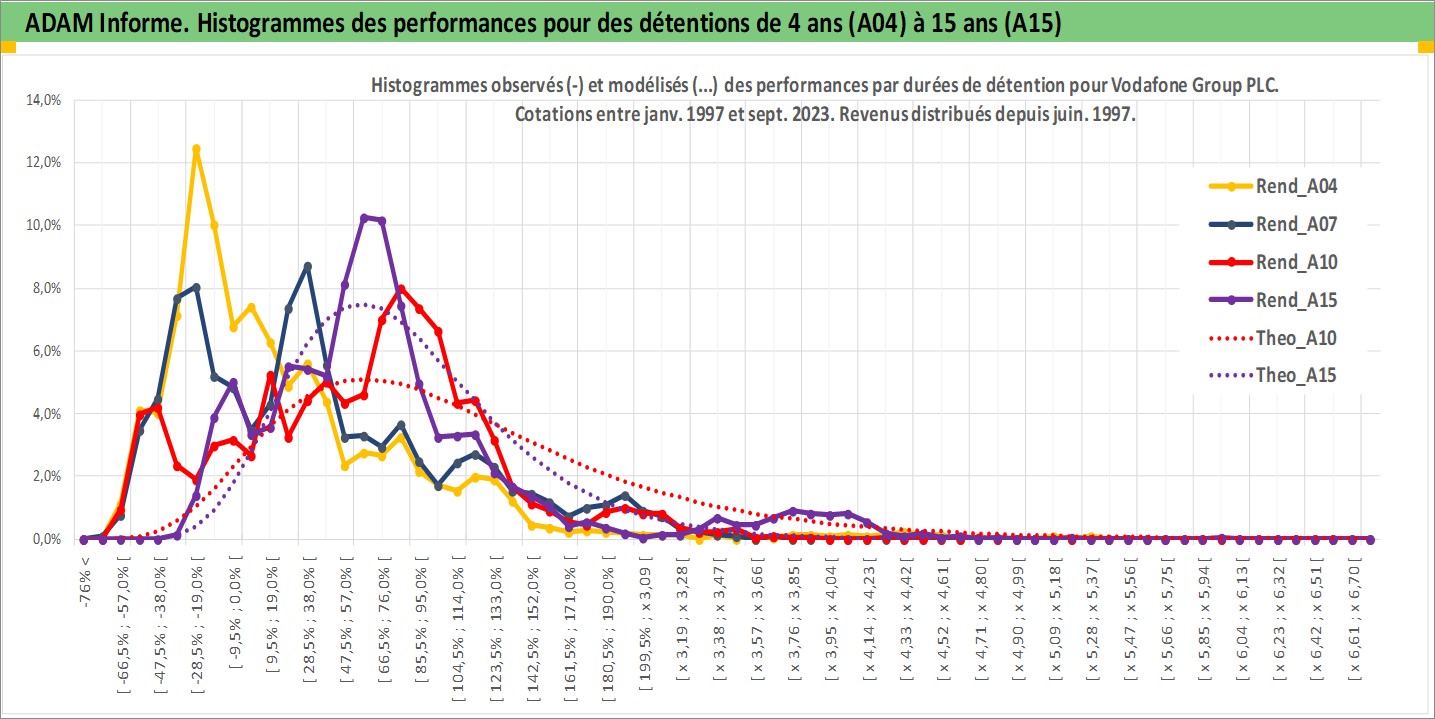 ADAM Informe. Histogrammes des performances pour des détentions de 4 ans (A04) à 15 ans (A15)
Histogrammes observés (-) et modélisés (...) des performances par durées de détention pour Vodafone Group PLC.
Cotations entre janv. 1997 et sept. 2023. Revenus distribués depuis juin. 1997.
14,0%
12,0%
10,0%
8,0%
6,0%
4,0%
2,0%
0,0%
Rend_A04
Rend_A07
Rend_A10
Rend_A15
Theo_A10
Theo_A15
-76% <
[ -66,5% ; -57,0% [
[ -47,5% ; -38,0% [
[ -28,5% ; -19,0% [
[ -9,5% ; 0,0% [
[ 9,5% ; 19,0% [
[ 28,5% ; 38,0% [
[ 47,5% ; 57,0% [
[ 66,5% ; 76,0% [
[ 85,5% ; 95,0% [
[ 104,5% ; 114,0% [
[ 123,5% ; 133,0% [
[ 142,5% ; 152,0% [
[ 161,5% ; 171,0% [
[ 180,5% ; 190,0% [
[ 199,5% ; x 3,09 [
[ x 3,19 ; x 3,28 [
[ x 3,38 ; x 3,47 [
[ x 3,57 ; x 3,66 [
[ x 3,76 ; x 3,85 [
[ x 3,95 ; x 4,04 [
[ x 4,14 ; x 4,23 [
[ x 4,33 ; x 4,42 [
[ x 4,52 ; x 4,61 [
[ x 4,71 ; x 4,80 [
[ x 4,90 ; x 4,99 [
[ x 5,09 ; x 5,18 [
[ x 5,28 ; x 5,37 [
[ x 5,47 ; x 5,56 [
[ x 5,66 ; x 5,75 [
[ x 5,85 ; x 5,94 [
[ x 6,04 ; x 6,13 [
[ x 6,23 ; x 6,32 [
[ x 6,42 ; x 6,51 [
[ x 6,61 ; x 6,70 [